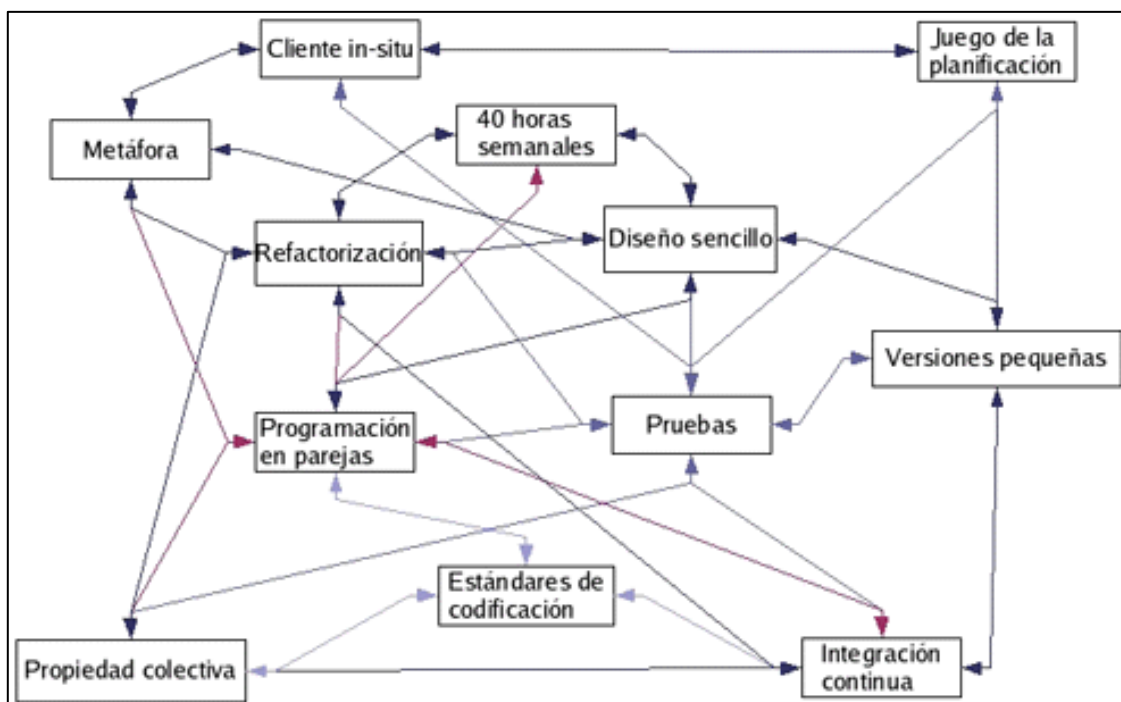 Cliente in-situ
Juego de la
planificación
40 horas
semanales
Metáfora
Refactorización
Diseño sencillo
Versiones pequeñas
Programación
en parejas
Pruebas
Estándares de
codificación
Propiedad colectiva
Integración
continua